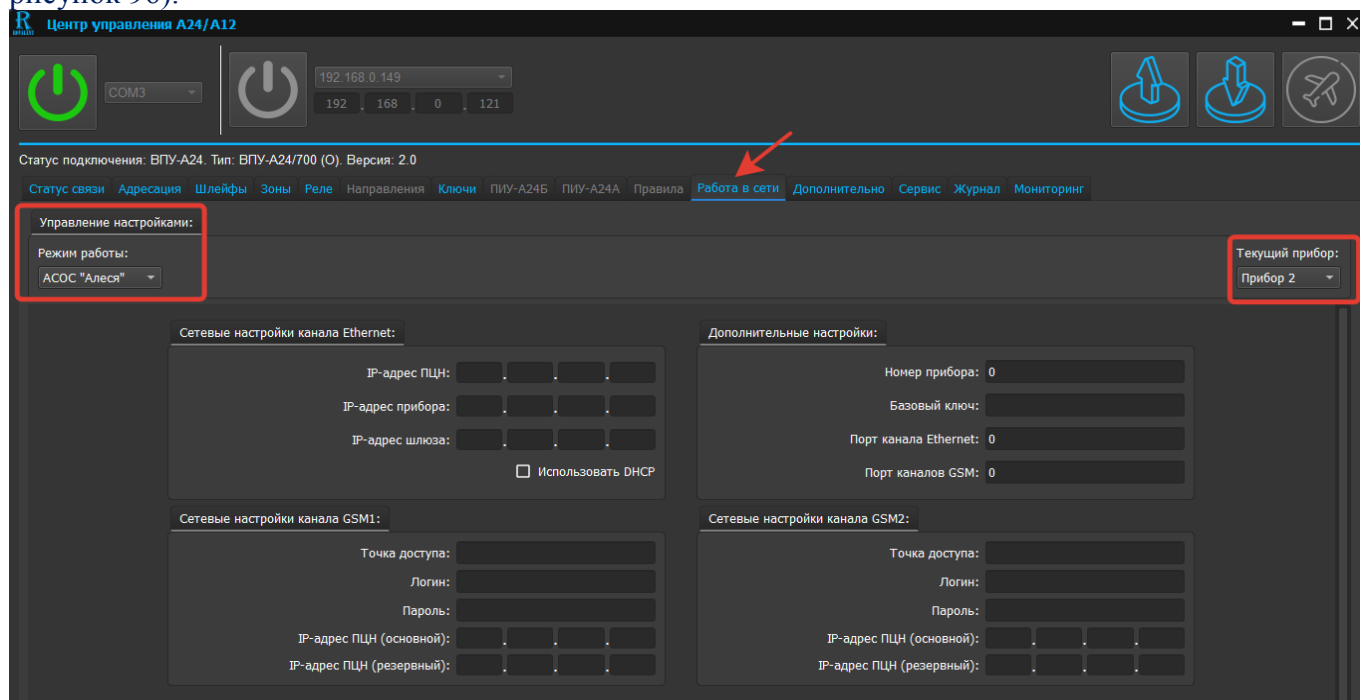 рисунок 96).
R Центр управления А24/А12
COM3
192.168.0.149
192 . 168 . 0 . 121
Статус подключения: ВПУ-А24. Тип: ВПУ-А24/700 (О). Версия: 2.0
Статус связи Адресация Шлейфы Зоны Реле Направления Ключи ПИУ-А24Б ПИУ-А24А Правила Работа в сети Дополнительно Сервис Журнал Мониторинг
Управление настройками:
Режим работы:
АСОС "Алеся"
Текущий прибор:
Прибор 2
Сетевые настройки канала Ethernet:
IP-адрес ПЦН: . . .
IP-адрес прибора: . . .
IP-адрес шлюза: . . .
Использовать DHCP
Дополнительные настройки:
Номер прибора: 0
Базовый ключ:
Порт канала Ethernet: 0
Порт каналов GSM: 0
Сетевые настройки канала GSM1:
Точка доступа:
Логин:
Пароль:
IP-адрес ПЦН (основной): . . .
IP-адрес ПЦН (резервный): . . .
Сетевые настройки канала GSM2:
Точка доступа:
Логин:
Пароль:
IP-адрес ПЦН (основной): . . .
IP-адрес ПЦН (резервный): . . .